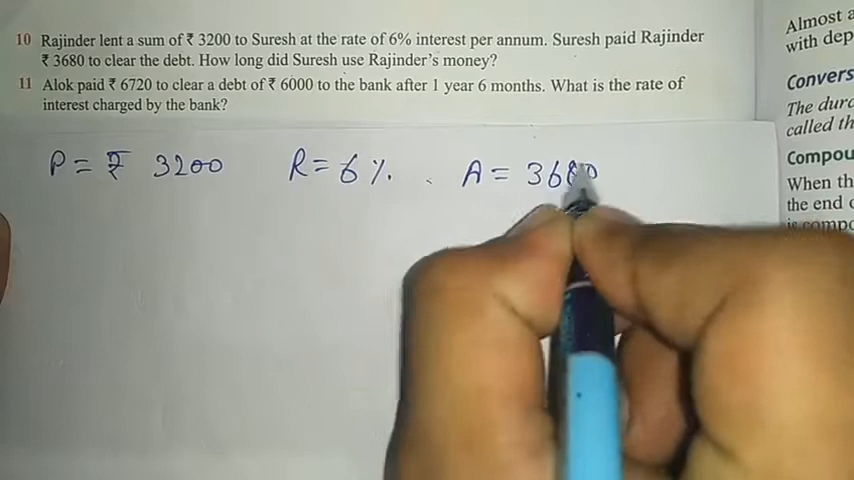 10 Rajinder lent a sum of ₹ 3200 to Suresh at the rate of 6% interest per annum. Suresh paid Rajinder
₹ 3680 to clear the debt. How long did Suresh use Rajinder's money?
11 Alok paid ₹ 6720 to clear a debt of ₹ 6000 to the bank after 1 year 6 months. What is the rate of
interest charged by the bank?
P = ₹ 3200 R = 6 %. A = 3680
Almost a
with dep
Convers
The dura
called th
Compou
When th
the end o
is compo